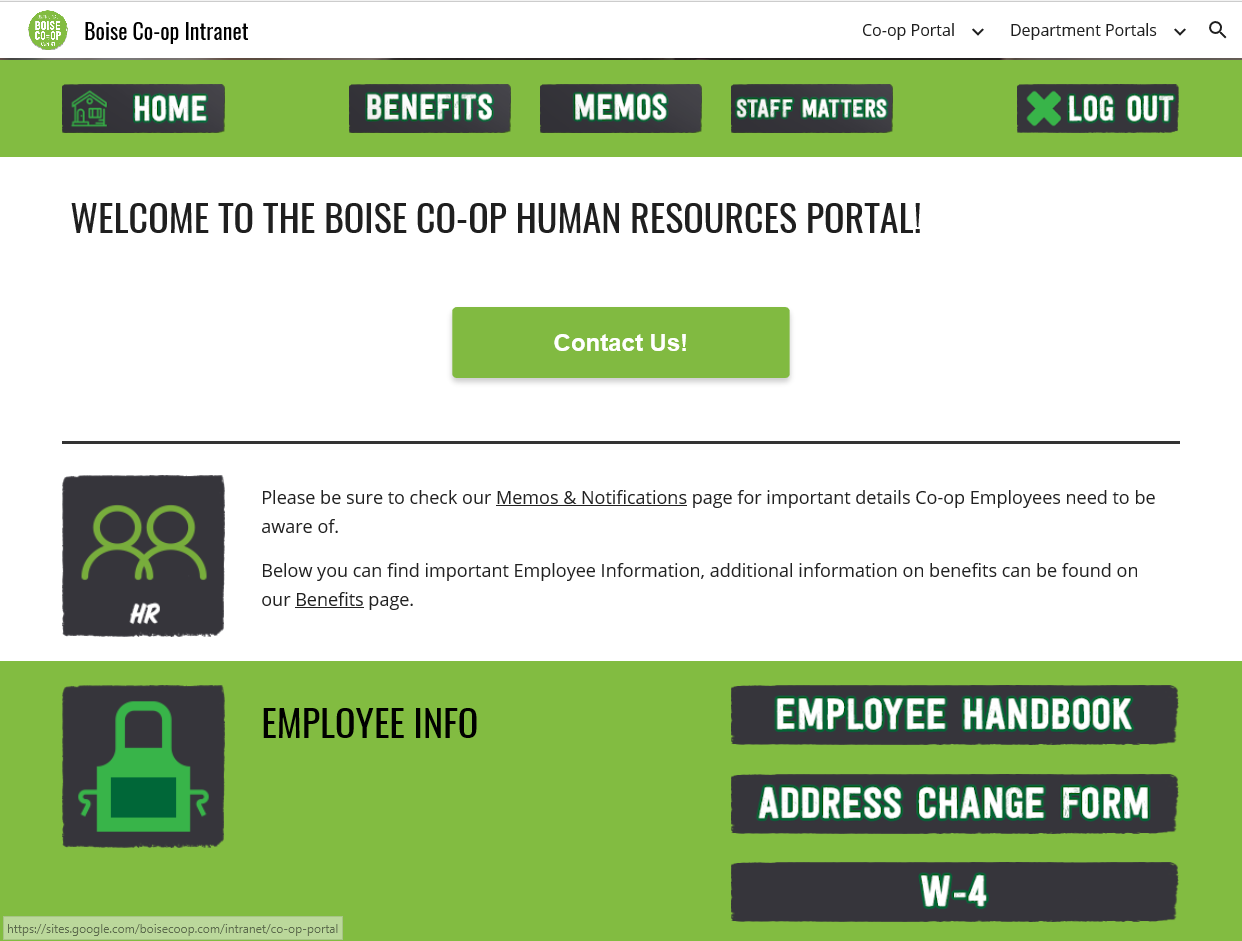 BOISE
CO-OP
Boise Co-op Intranet
Co-op Portal
Department Portals
HOME
BENEFITS
MEMOS
STAFF MATTERS
LOG OUT
WELCOME TO THE BOISE CO-OP HUMAN RESOURCES PORTAL!
Contact Us!
Please be sure to check our Memos & Notifications page for important details Co-op Employees need to be
aware of.
Below you can find important Employee Information, additional information on benefits can be found on
our Benefits page.
HR
EMPLOYEE INFO
EMPLOYEE HANDBOOK
ADDRESS CHANGE FORM
W-4
https://sites.google.com/boisecoop.com/intranet/co-op-portal